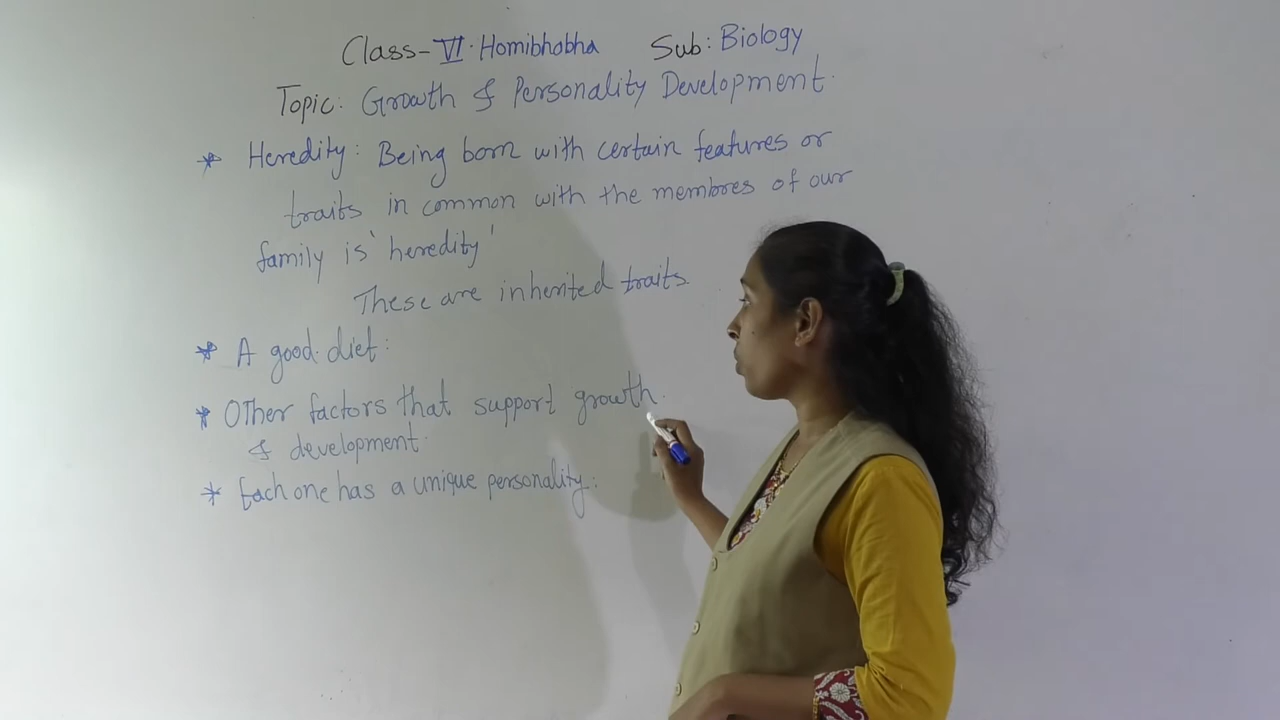 Class-VI. Homibhobha Sub: Biology
Topic: Growth & Personality Development.
* Heredity: Being born with certain features or
traits in common with the membres of our
family is 'heredity'
These are inherited traits.
* A good diet:
* Other factors that support growth.
& development.
* Each one has a unique personality: